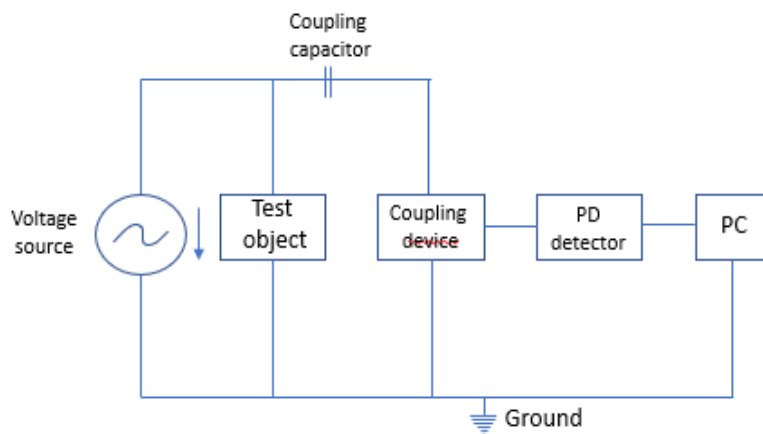 Coupling
capacitor
Voltage
source
Test
object
Coupling
device
PD
detector
PC
Ground